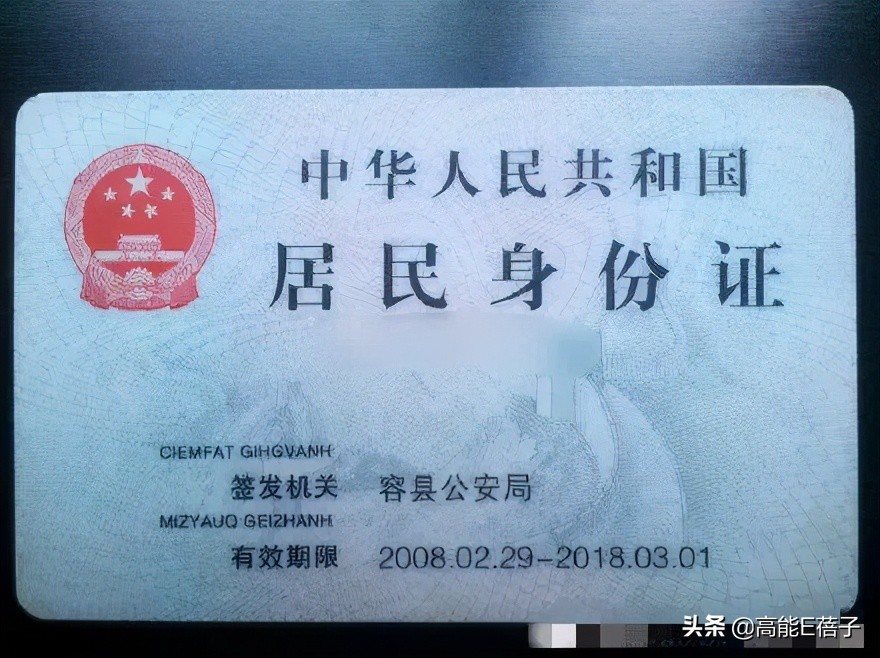 中华人民共和国
居民身份证
CIEMFAT GIHGVANH
签发机关 容县公安局
MIZYAUQ GEIZHANH
有效期限 2008.02.29-2018.03.01
头条 @高能E蓓子